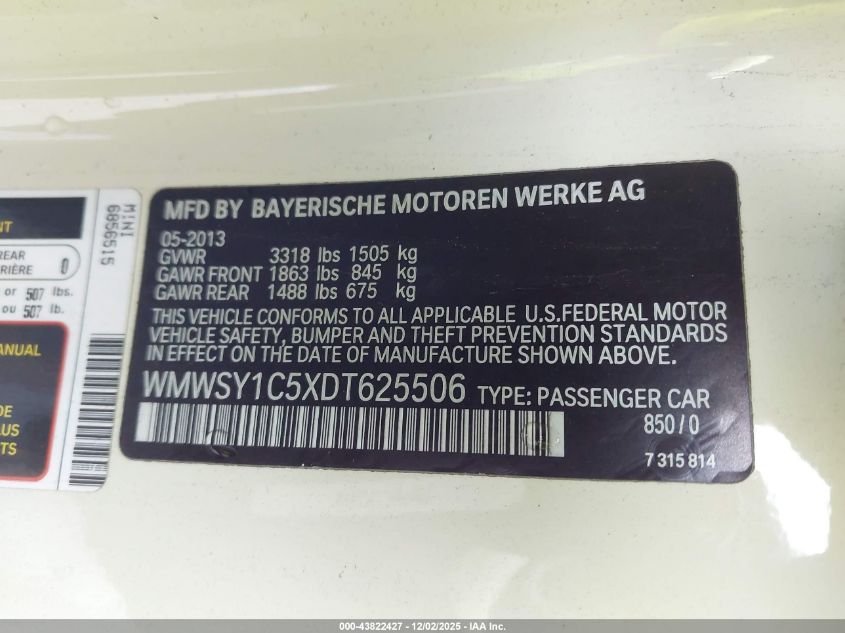 MFD BY BAYERISCHE MOTOREN WERKE AG
05-2013
GVWR 3318 lbs 1505 kg
GAWR FRONT 1863 lbs 845 kg
GAWR REAR 1488 lbs 675 kg
THIS VEHICLE CONFORMS TO ALL APPLICABLE U.S.FEDERAL MOTOR
VEHICLE SAFETY, BUMPER AND THEFT PREVENTION STANDARDS
IN EFFECT ON THE DATE OF MANUFACTURE SHOWN ABOVE.
WMWSY1C5XDT625506 TYPE: PASSENGER CAR
850/0
7 315 814
MINI
6856515
NT
REAR
RIÈRE 0
or 507 lbs.
ou 507 lb.
MANUAL
DE
LUS
TS
000-43822427 - 12/02/2025 - IAA Inc.